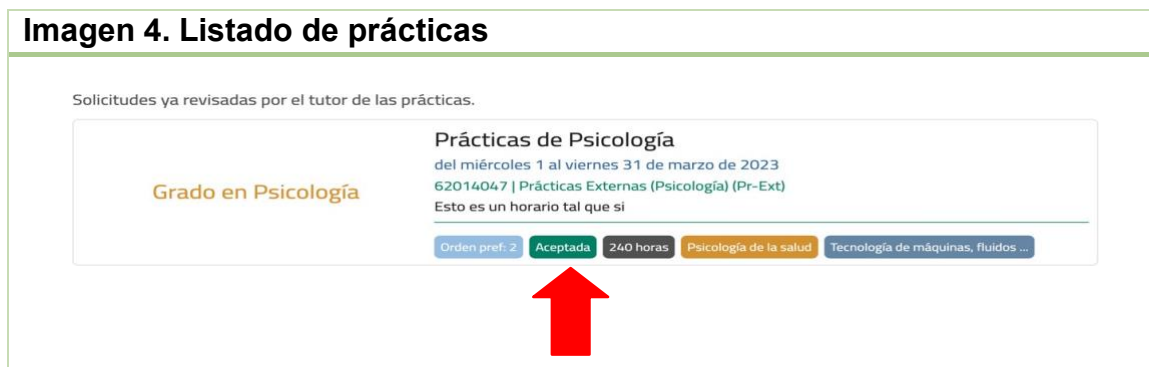 Imagen 4. Listado de prácticas
Solicitudes ya revisadas por el tutor de las prácticas.
Grado en Psicología
Prácticas de Psicología
del miércoles 1 al viernes 31 de marzo de 2023
62014047 | Prácticas Externas (Psicología) (Pr-Ext)
Esto es un horario tal que si
Orden pref: 2 Aceptada 240 horas Psicología de la salud Tecnología de máquinas, fluidos ...